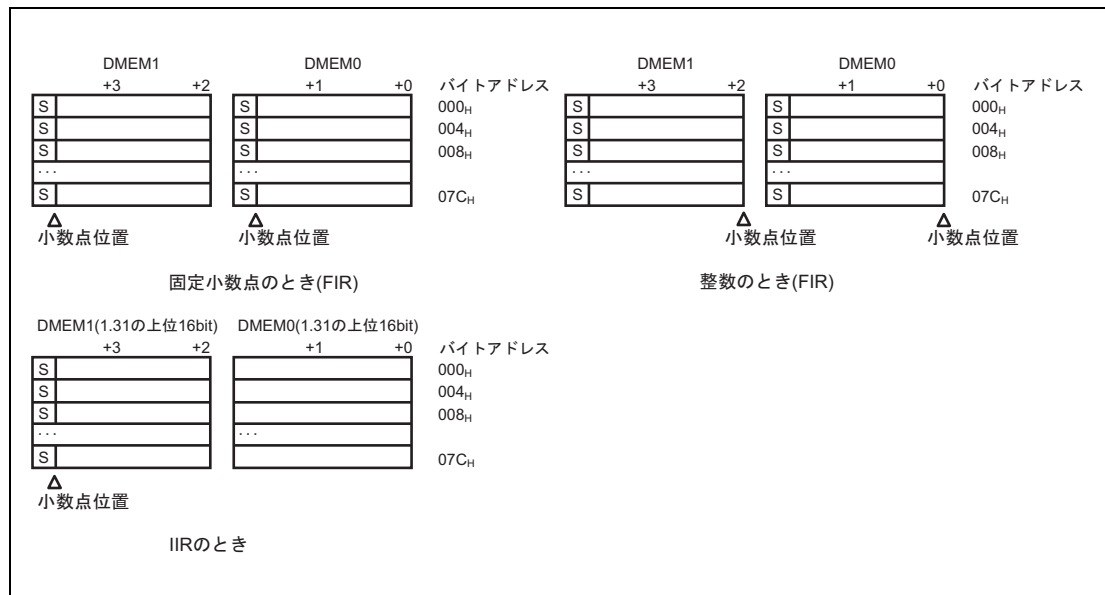 DMEM1 DMEM0
+3 +2 +1 +0 バイトアドレス
S S 000H
S S 004H
S S 008H
... ...
S S 07CH
小数点位置 小数点位置
固定小数点のとき(FIR)
DMEM1 DMEM0
+3 +2 +1 +0 バイトアドレス
S S 000H
S S 004H
S S 008H
... ...
S S 07CH
小数点位置 小数点位置
整数のとき(FIR)
DMEM1(1.31の上位16bit) DMEM0(1.31の上位16bit)
+3 +2 +1 +0 バイトアドレス
S 000H
S 004H
S 008H
... ...
S 07CH
小数点位置
IIRのとき